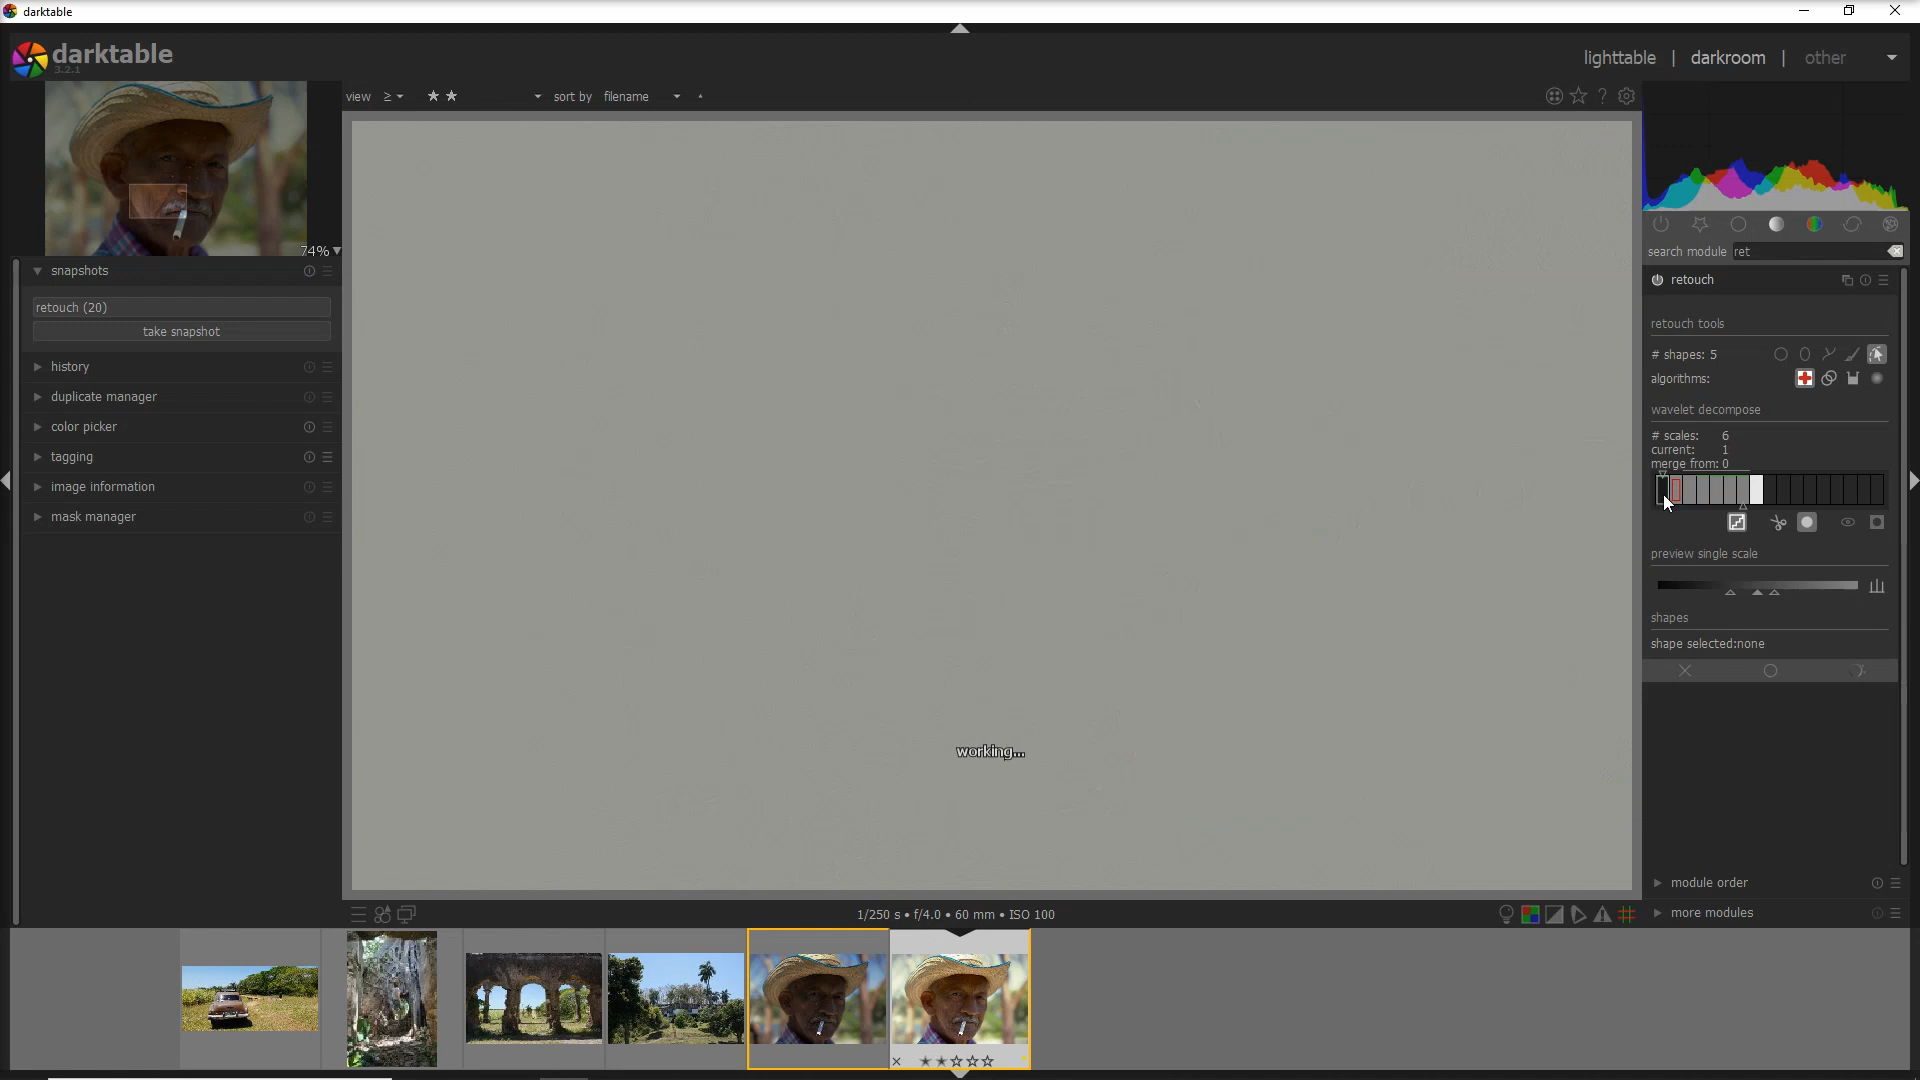 darktable
darktable
3.2.1
lighttable | darkroom | other
view ≥ ★ ★ sort by filename
74%
search module ret
snapshots
retouch (20)
take snapshot
history
duplicate manager
color picker
tagging
image information
mask manager
working...
retouch
retouch tools
# shapes: 5
algorithms:
wavelet decompose
# scales: 6
current: 1
merge from: 0
preview single scale
shapes
shape selected:none
module order
more modules
1/250 s • f/4.0 • 60 mm • ISO 100